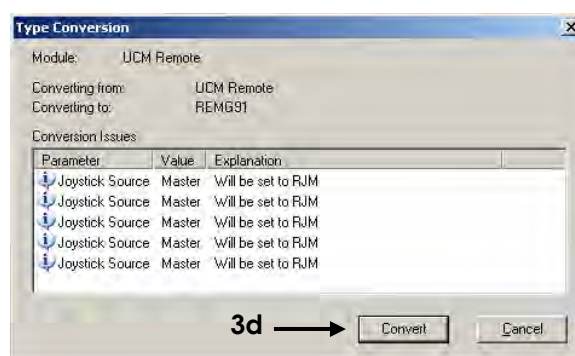 Type Conversion
Module: UCM Remote
Converting from: UCM Remote
Converting to: REMG91
Conversion Issues
Parameter Value Explanation
Joystick Source Master Will be set to RJM
Joystick Source Master Will be set to RJM
Joystick Source Master Will be set to RJM
Joystick Source Master Will be set to RJM
Joystick Source Master Will be set to RJM
3d Convert Cancel